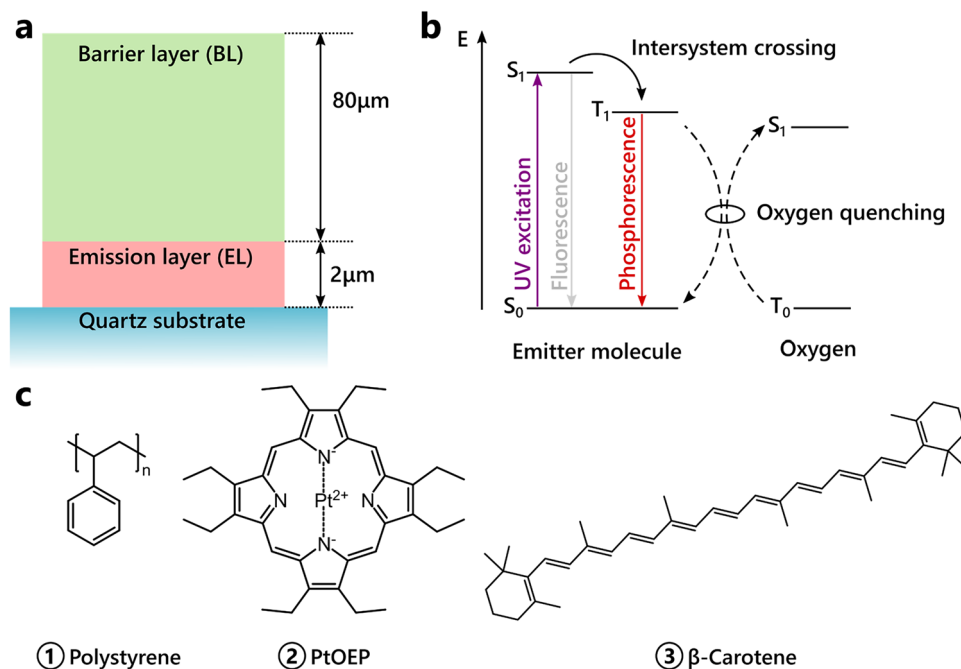 a
Barrier layer (BL)
80μm
Emission layer (EL)
2μm
Quartz substrate
b
E
Intersystem crossing
S1
T1
S1
UV excitation
Fluorescence
Phosphorescence
Oxygen quenching
S0
T0
Emitter molecule
Oxygen
c
n
N-
N
Pt2+
N
N-
1 Polystyrene
2 PtOEP
3 β-Carotene